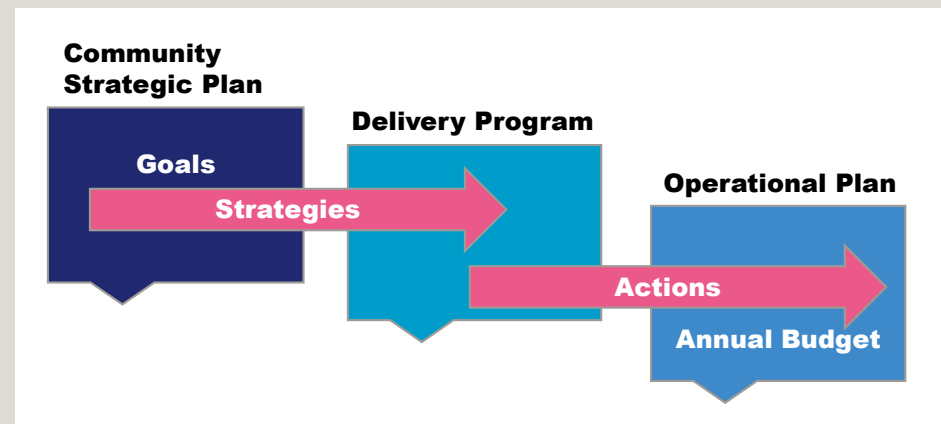 Community
Strategic Plan
Goals
Strategies
Delivery Program
Actions
Operational Plan
Annual Budget